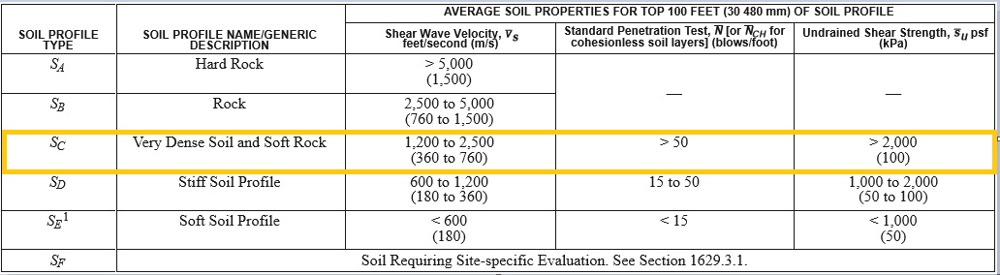 AVERAGE SOIL PROPERTIES FOR TOP 100 FEET (30 480 mm) OF SOIL PROFILE
SOIL PROFILE
TYPE
SOIL PROFILE NAME/GENERIC
DESCRIPTION
Shear Wave Velocity, v̅s
feet/second (m/s)
Standard Penetration Test, N̅ [or N̅CH for
cohesionless soil layers] (blows/foot)
Undrained Shear Strength, s̅u psf
(kPa)
SA Hard Rock > 5,000
(1,500)
— —
SB Rock 2,500 to 5,000
(760 to 1,500)
SC Very Dense Soil and Soft Rock 1,200 to 2,500 > 50 > 2,000
(360 to 760) (100)
SD Stiff Soil Profile 600 to 1,200 15 to 50 1,000 to 2,000
(180 to 360) (50 to 100)
SE¹ Soft Soil Profile < 600 < 15 < 1,000
(180) (50)
SF Soil Requiring Site-specific Evaluation. See Section 1629.3.1.